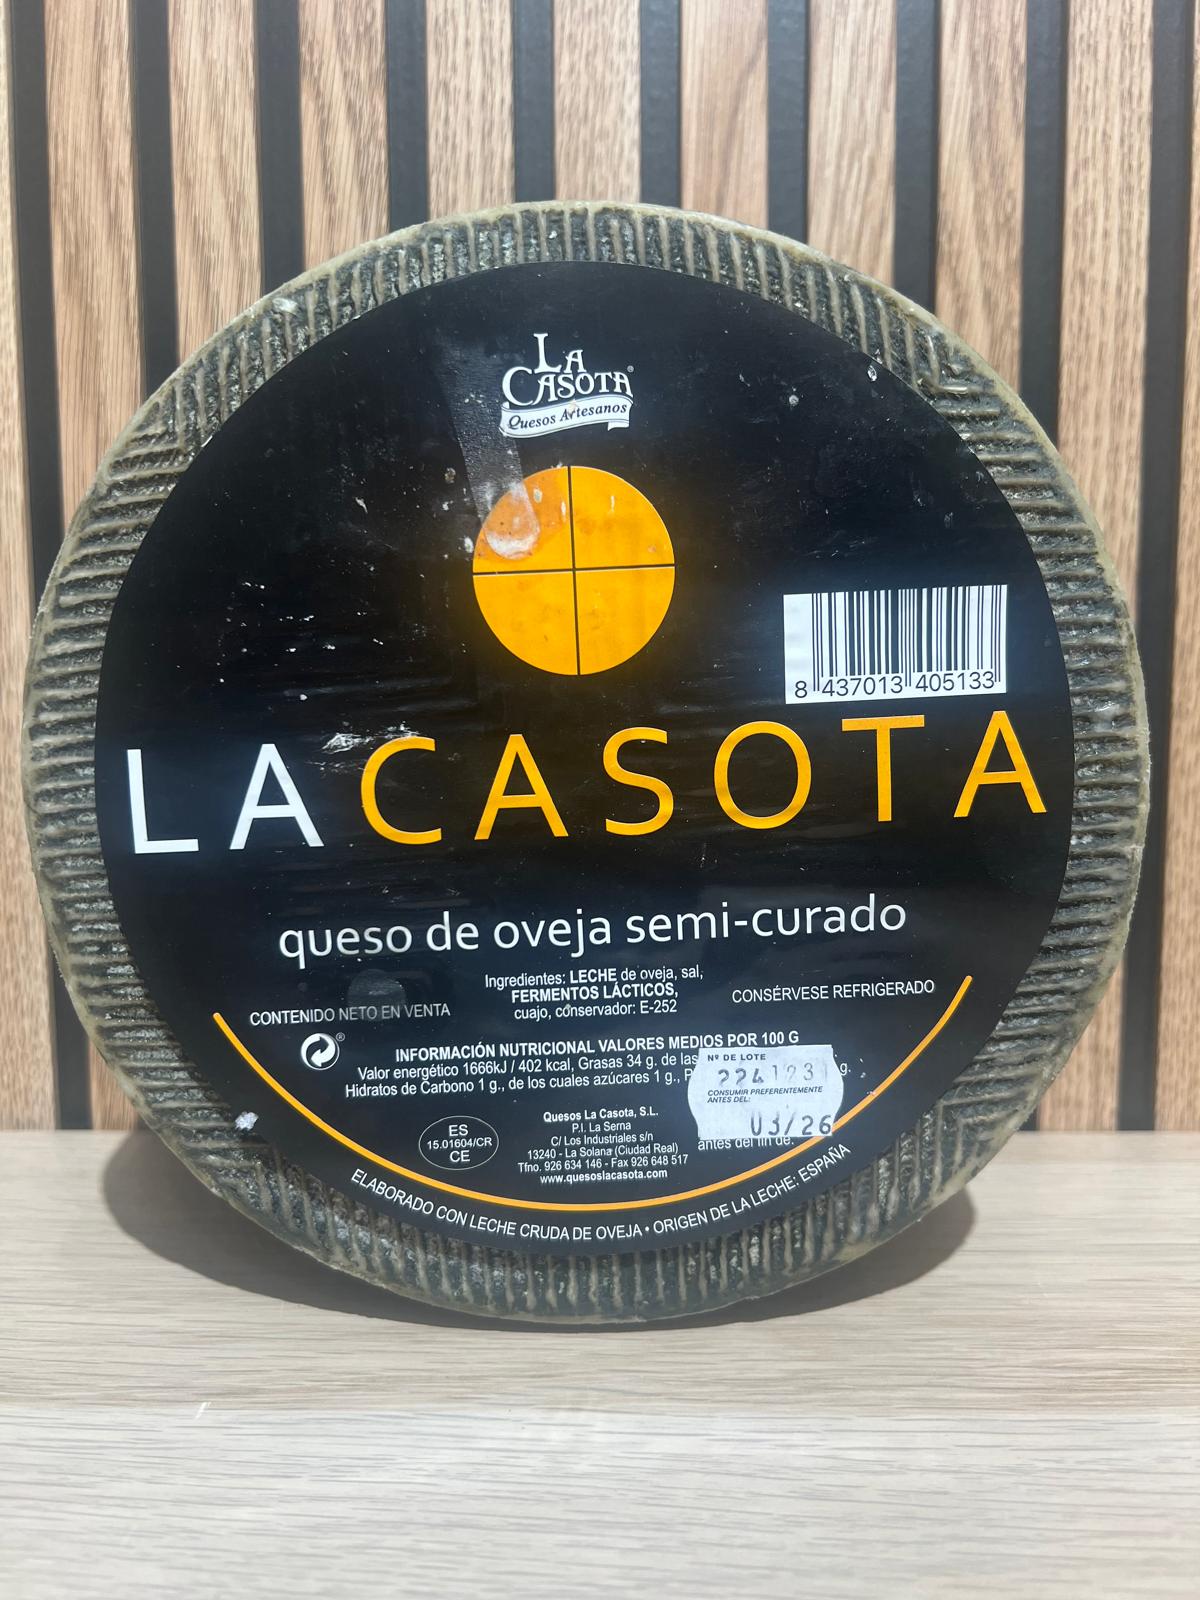 LA
CASOTA®
Quesos Artesanos
8 437013 405133
LA CASOTA
queso de oveja semi-curado
Ingredientes: LECHE de oveja, sal,
FERMENTOS LÁCTICOS,
cuajo, conservador: E-252
CONTENIDO NETO EN VENTA
CONSÉRVESE REFRIGERADO
INFORMACIÓN NUTRICIONAL VALORES MEDIOS POR 100 G
Valor energético 1666kJ / 402 kcal, Grasas 34 g. de las
Hidratos de Carbono 1 g., de los cuales azúcares 1 g., P
g.
Nº DE LOTE
CONSUMIR PREFERENTEMENTE
ANTES DEL:
03/26
antes del fin de:
ES
15.01604/CR
CE
Quesos La Casota, S.L.
P.I. La Serna
C/ Los Industriales s/n
13240 - La Solana (Ciudad Real)
Tfno. 926 634 146 - Fax 926 648 517
www.quesoslacasota.com
ELABORADO CON LECHE CRUDA DE OVEJA • ORIGEN DE LA LECHE: ESPAÑA